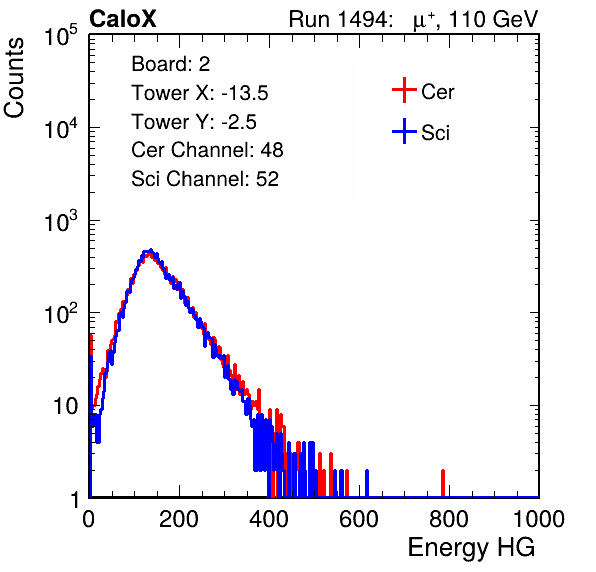 CaloX Run 1494: μ⁺, 110 GeV
Counts
Board: 2
Tower X: -13.5
Tower Y: -2.5
Cer Channel: 48
Sci Channel: 52
Cer
Sci
10⁵
10⁴
10³
10²
10
1
0 200 400 600 800 1000
Energy HG